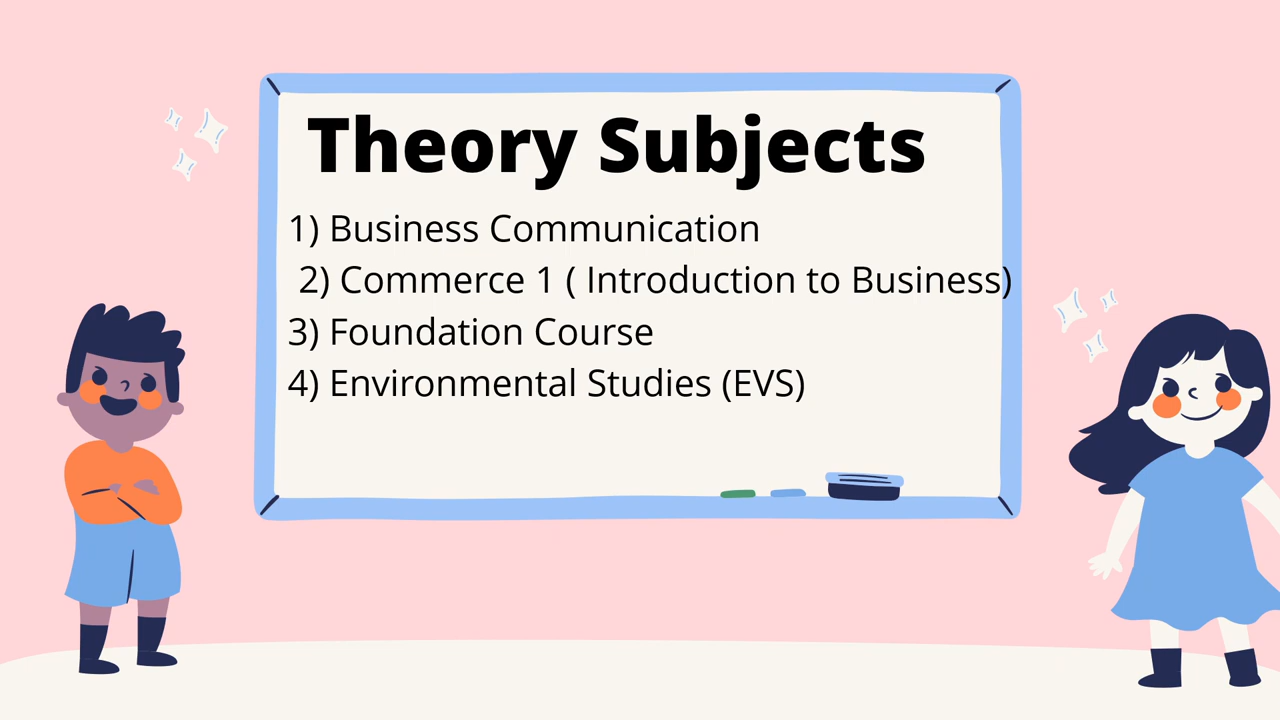 Theory Subjects
1) Business Communication
2) Commerce 1 ( Introduction to Business)
3) Foundation Course
4) Environmental Studies (EVS)